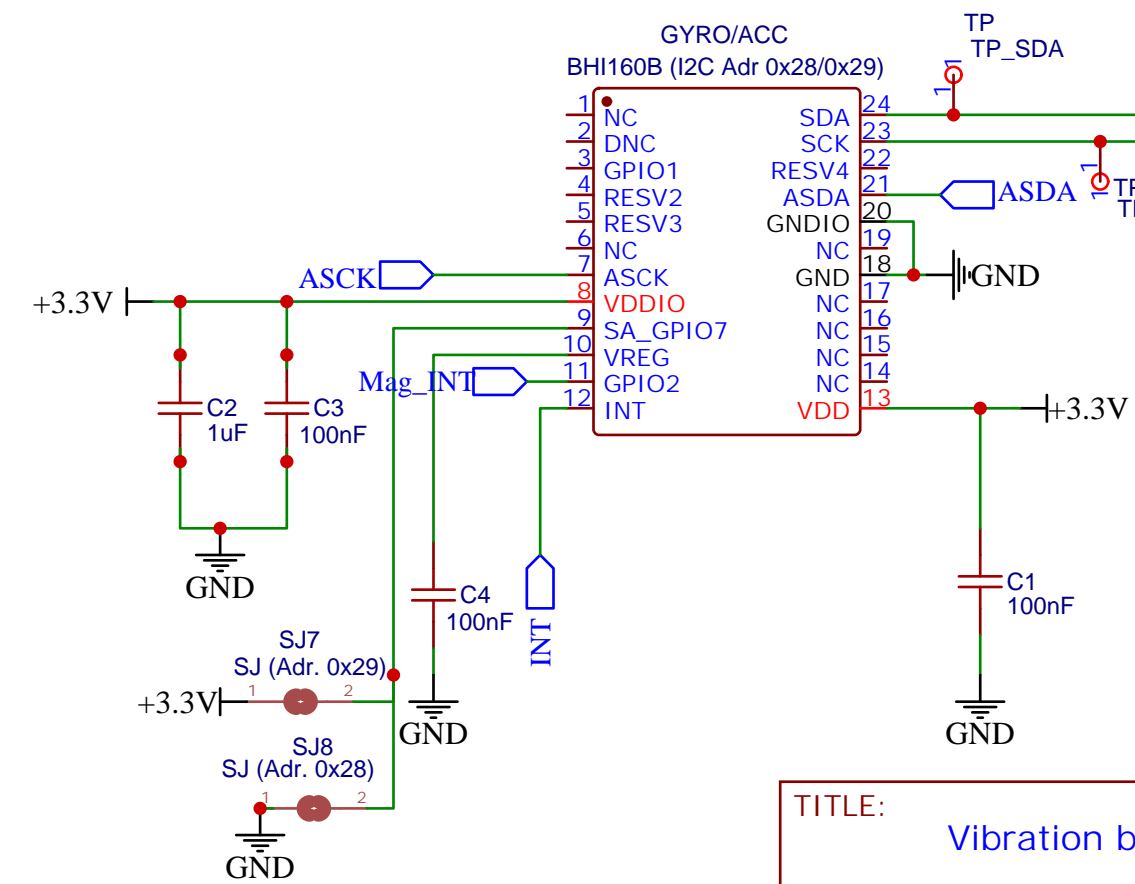 GYRO/ACC
BHI160B (I2C Adr 0x28/0x29)
TP
TP_SDA
1
1
1 NC
2 DNC
3 GPIO1
4 RESV2
5 RESV3
6 NC
7 ASCK
8 VDDIO
9 SA_GPIO7
10 VREG
11 GPIO2
12 INT
SDA 24
SCK 23
RESV4 22
ASDA 21
GNDIO 20
NC 19
GND 18
NC 17
NC 16
NC 15
NC 14
VDD 13
1
1
ASDA
GND
ASCK
+3.3V
Mag_INT
C2
1uF
C3
100nF
GND
+3.3V
C4
100nF
INT
GND
C1
100nF
GND
SJ7
SJ (Adr. 0x29)
+3.3V
1 2
SJ8
SJ (Adr. 0x28)
1 2
GND
TITLE:
Vibration b